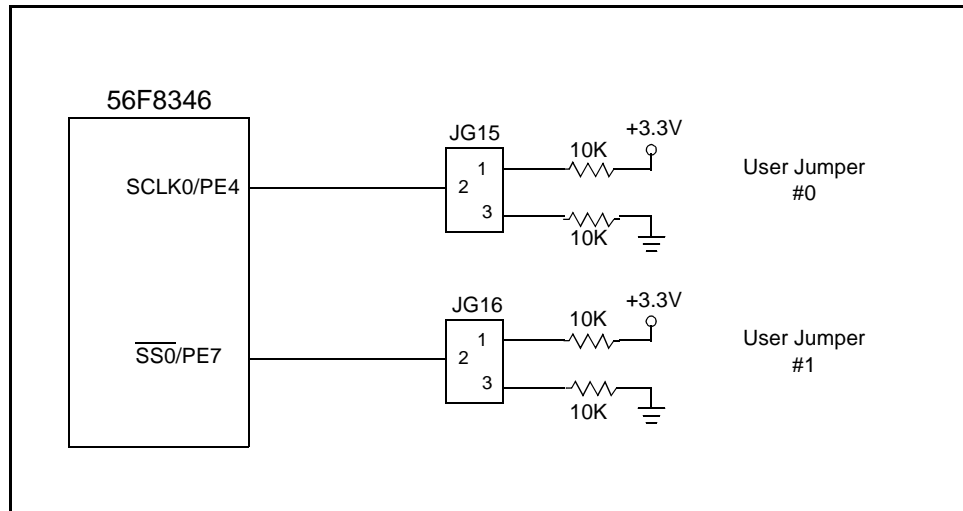 56F8346
SCLK0/PE4
SS0/PE7
JG15
1
2
3
10K
+3.3V
10K
User Jumper
#0
JG16
1
2
3
10K
+3.3V
10K
User Jumper
#1